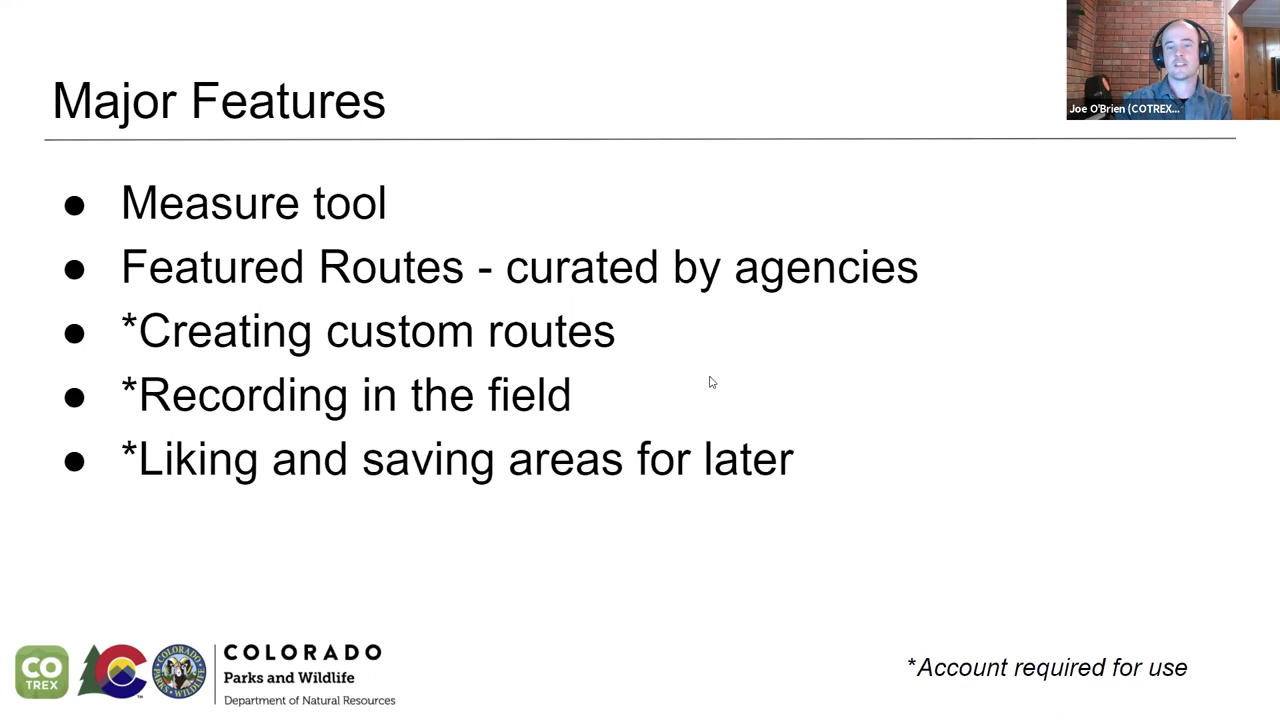 Major Features
Joe O'Brien (COTREX...
● Measure tool
● Featured Routes - curated by agencies
● *Creating custom routes
● *Recording in the field
● *Liking and saving areas for later
CO
TREX
COLORADO
Parks and Wildlife
Department of Natural Resources
*Account required for use